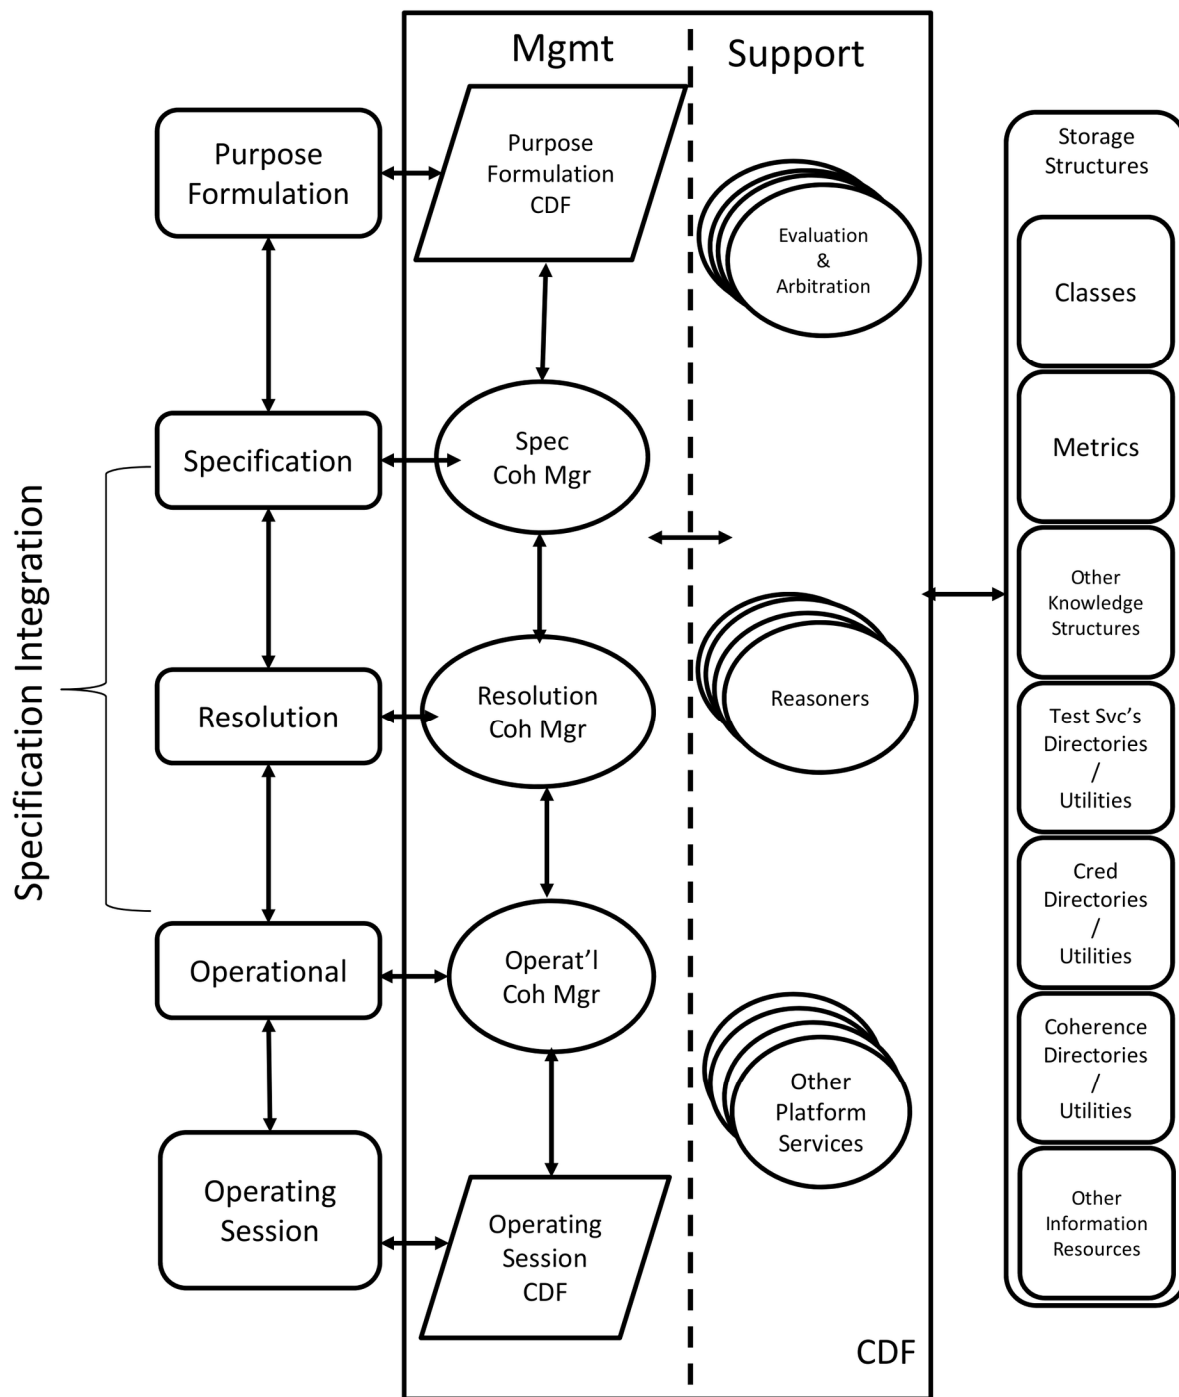 Mgmt
Support
Purpose
Formulation
Purpose
Formulation
CDF
Storage
Structures
Evaluation
&
Arbitration
Classes
Specification
Spec
Coh Mgr
Metrics
Specification Integration
Other
Knowledge
Structures
Resolution
Resolution
Coh Mgr
Reasoners
Test Svc's
Directories
/
Utilities
Cred
Directories
/
Utilities
Operational
Operat'l
Coh Mgr
Coherence
Directories
/
Utilities
Other
Platform
Services
Operating
Session
Operating
Session
CDF
Other
Information
Resources
CDF